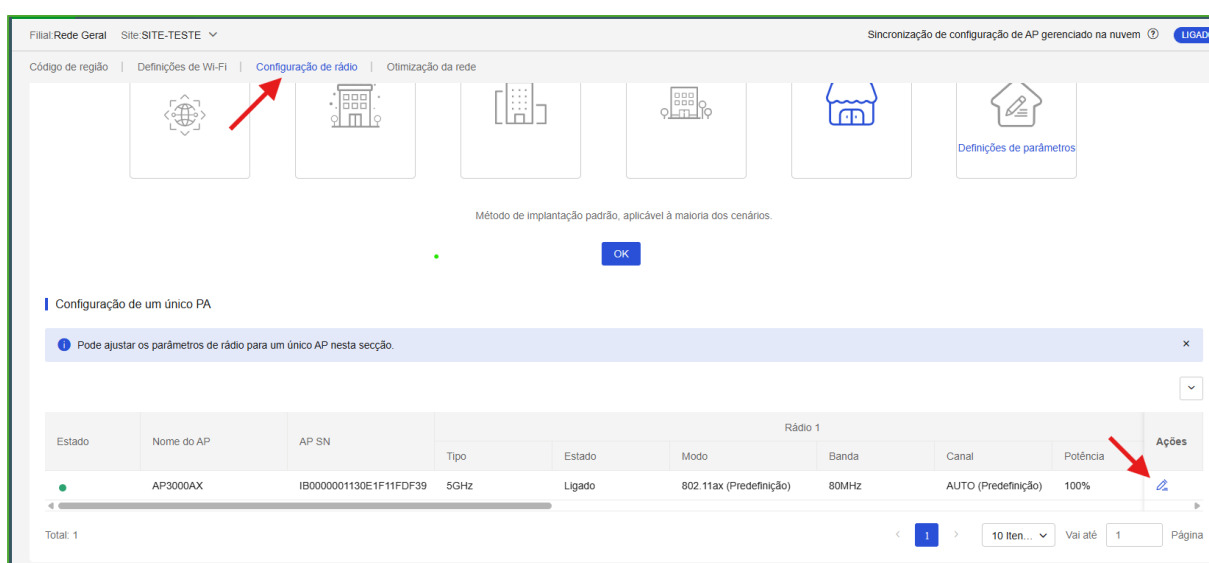 Filial:Rede Geral Site:SITE-TESTE Sincronização de configuração de AP gerenciado na nuvem
Código de região | Definições de Wi-Fi | Configuração de rádio | Otimização da rede
Definições de parâmetros
Método de implantação padrão, aplicável à maioria dos cenários.
OK
Configuração de um único PA
Pode ajustar os parâmetros de rádio para um único AP nesta secção.
Rádio 1
Estado Nome do AP AP SN Ações
Tipo Estado Modo Banda Canal Potência
AP3000AX IB0000001130E1F11FDF39 5GHz Ligado 802.11ax (Predefinição) 80MHz AUTO (Predefinição) 100%
Total: 1 1 10 Iten... Vai até 1 Página